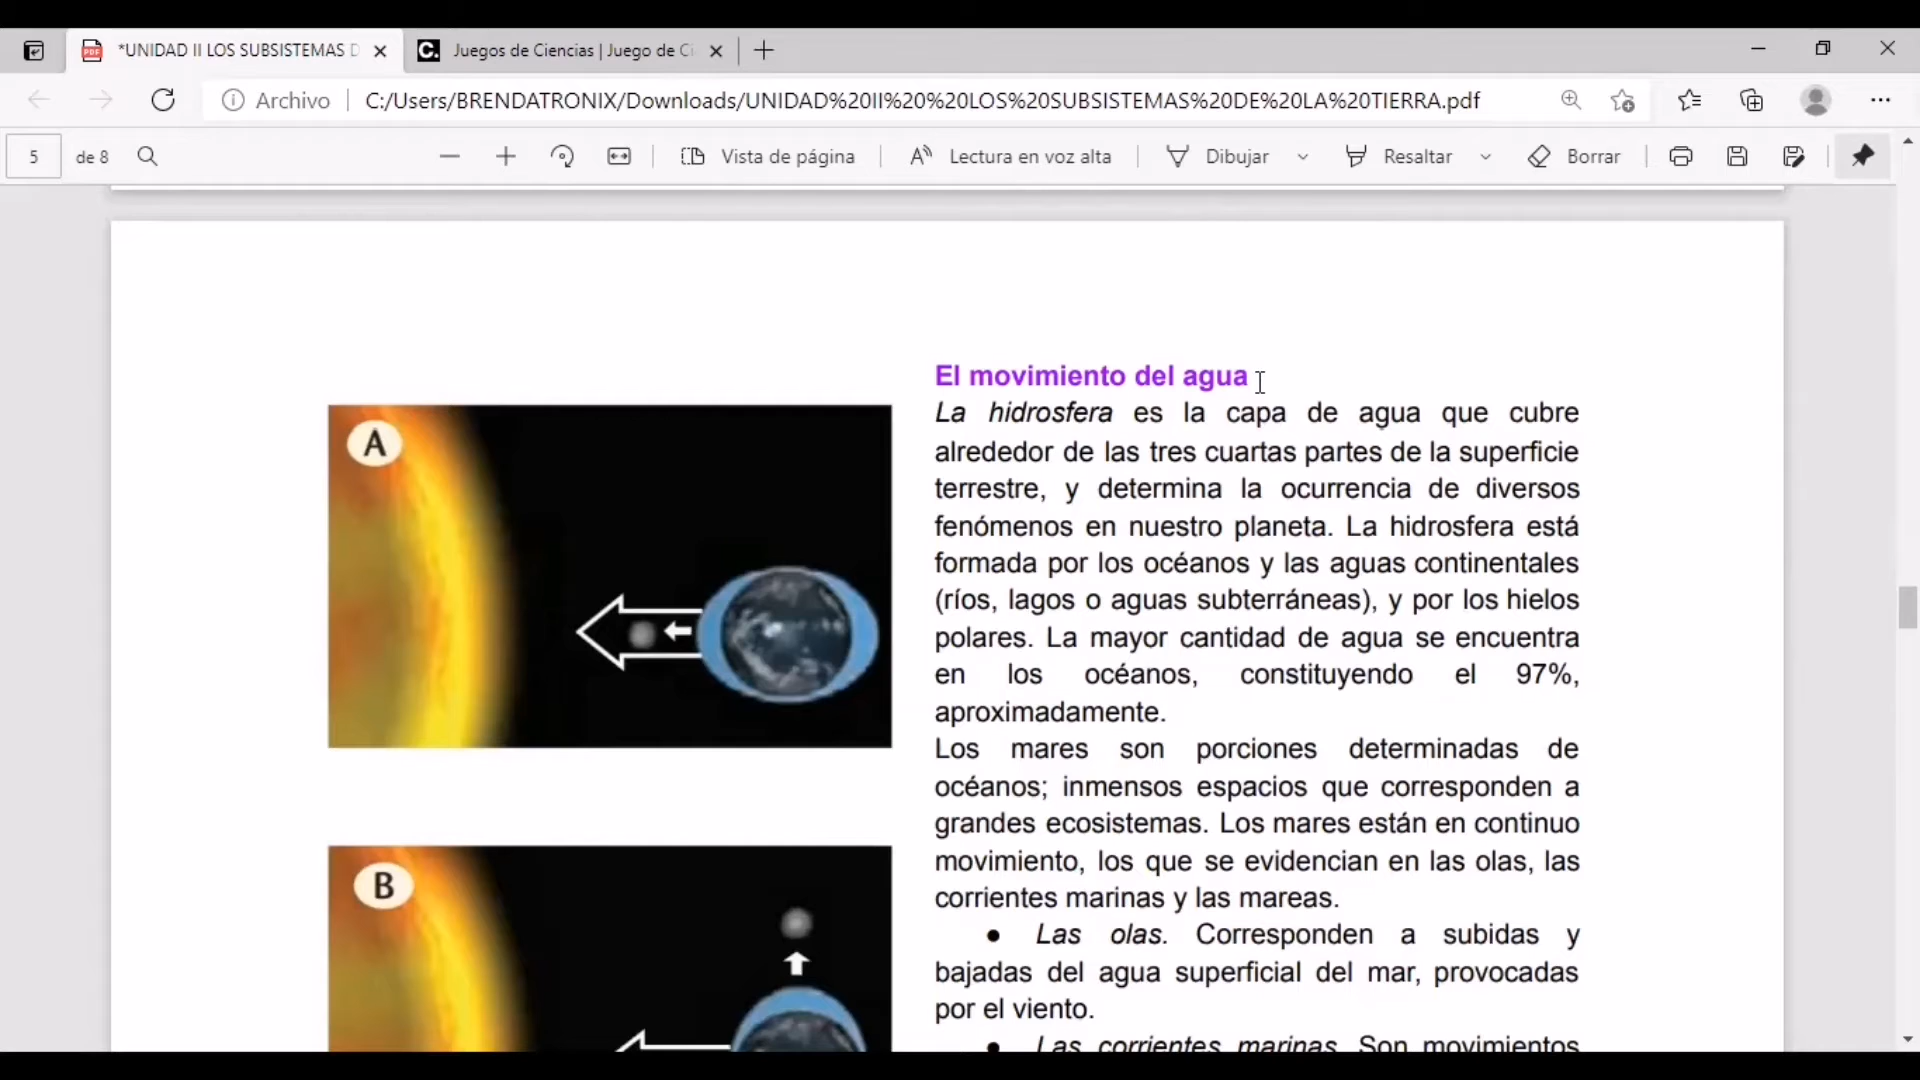 *UNIDAD II LOS SUBSISTEMAS D
Juegos de Ciencias | Juego de Ci
Archivo
C:/Users/BRENDATRONIX/Downloads/UNIDAD%20II%20%20LOS%20SUBSISTEMAS%20DE%20LA%20TIERRA.pdf
5 de 8
Vista de página
Lectura en voz alta
Dibujar
Resaltar
Borrar
A
B
El movimiento del agua
La hidrosfera es la capa de agua que cubre
alrededor de las tres cuartas partes de la superficie
terrestre, y determina la ocurrencia de diversos
fenómenos en nuestro planeta. La hidrosfera está
formada por los océanos y las aguas continentales
(ríos, lagos o aguas subterráneas), y por los hielos
polares. La mayor cantidad de agua se encuentra
en los océanos, constituyendo el 97%,
aproximadamente.
Los mares son porciones determinadas de
océanos; inmensos espacios que corresponden a
grandes ecosistemas. Los mares están en continuo
movimiento, los que se evidencian en las olas, las
corrientes marinas y las mareas.
● Las olas. Corresponden a subidas y
bajadas del agua superficial del mar, provocadas
por el viento.
● Las corrientes marinas. Son movimientos